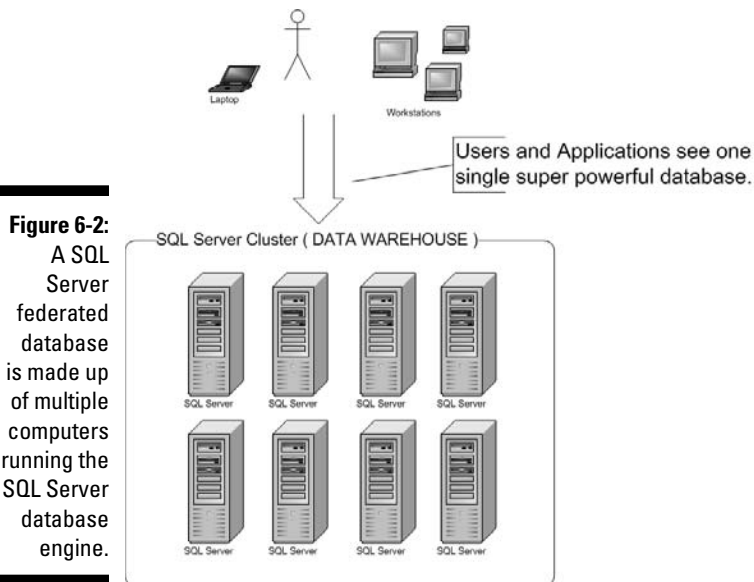 Laptop
Workstations
Users and Applications see one
single super powerful database.
Figure 6-2:
A SQL
Server
federated
database
is made up
of multiple
computers
running the
SQL Server
database
engine.
SQL Server Cluster ( DATA WAREHOUSE )
SQL Server SQL Server SQL Server SQL Server
SQL Server SQL Server SQL Server SQL Server